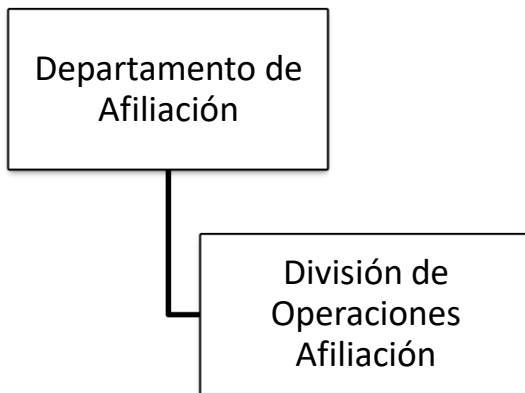 Departamento de
Afiliación
División de
Operaciones
Afiliación